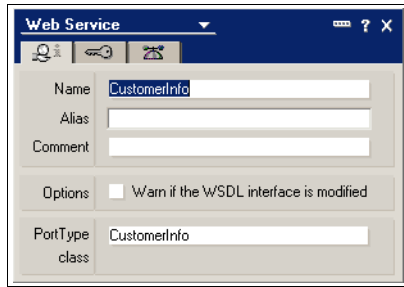 Web Service
?
X
Name CustomerInfo
Alias
Comment
Options Warn if the WSDL interface is modified
PortType CustomerInfo
class